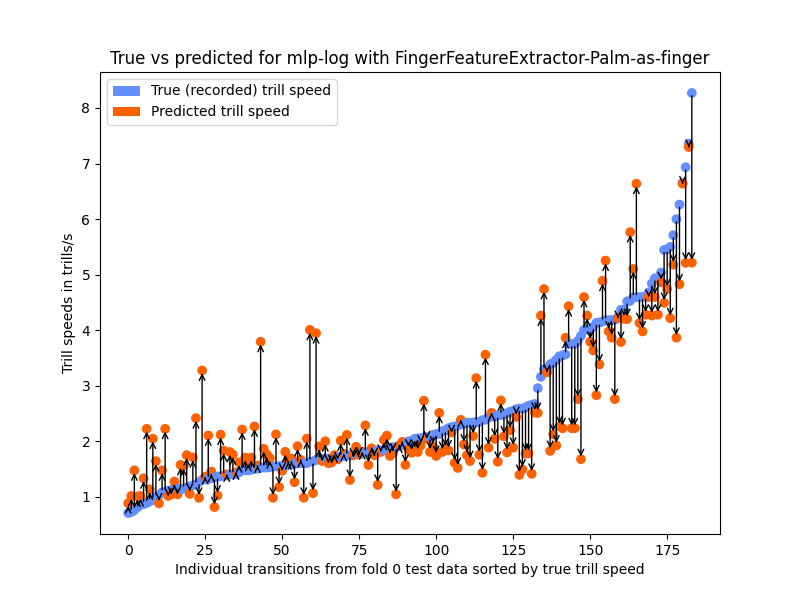 True vs predicted for mlp-log with FingerFeatureExtractor-Palm-as-finger
True (recorded) trill speed
Predicted trill speed
Trill speeds in trills/s
8
7
6
5
4
3
2
1
0 25 50 75 100 125 150 175
Individual transitions from fold 0 test data sorted by true trill speed